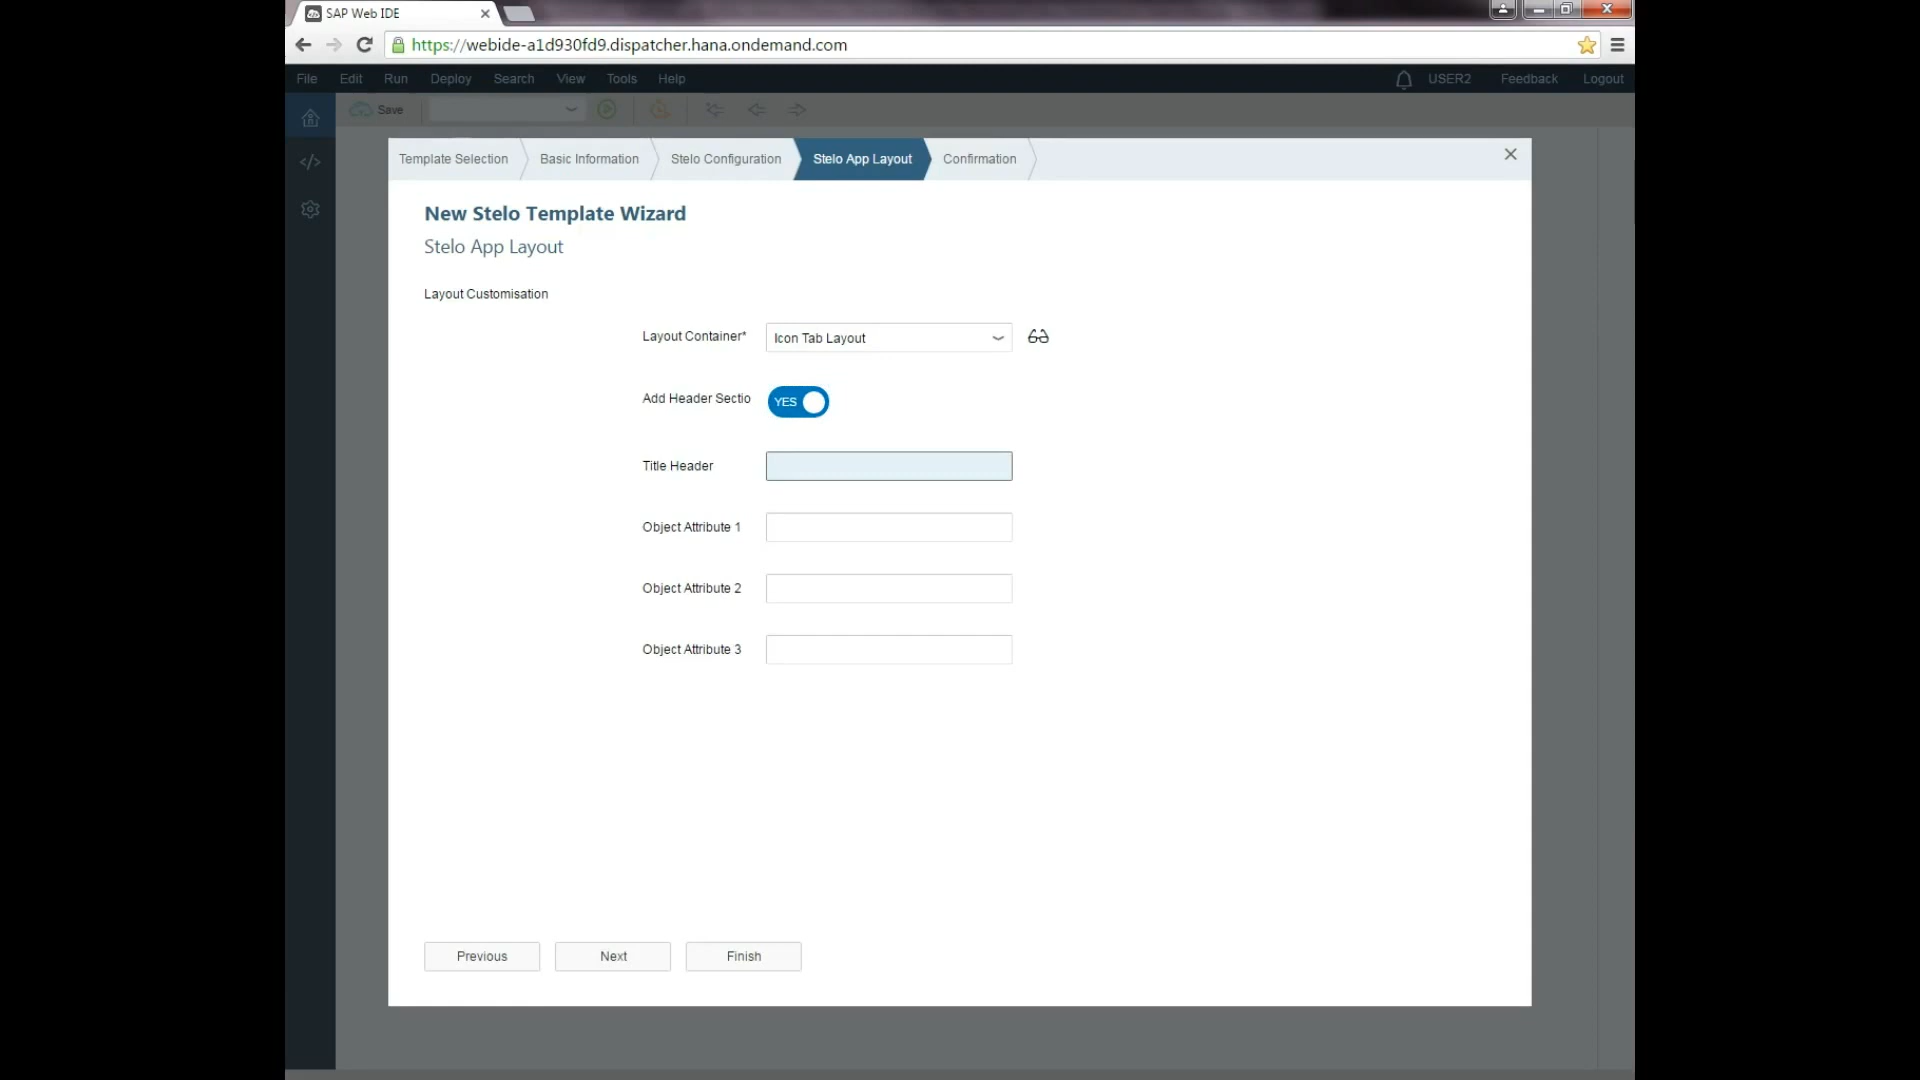 SAP Web IDE
https://webide-a1d930fd9.dispatcher.hana.ondemand.com
File Edit Run Deploy Search View Tools Help USER2 Feedback Logout
Save
Template Selection Basic Information Stelo Configuration Stelo App Layout Confirmation
New Stelo Template Wizard
Stelo App Layout
Layout Customisation
Layout Container* Icon Tab Layout
Add Header Sectio YES
Title Header
Object Attribute 1
Object Attribute 2
Object Attribute 3
Previous Next Finish